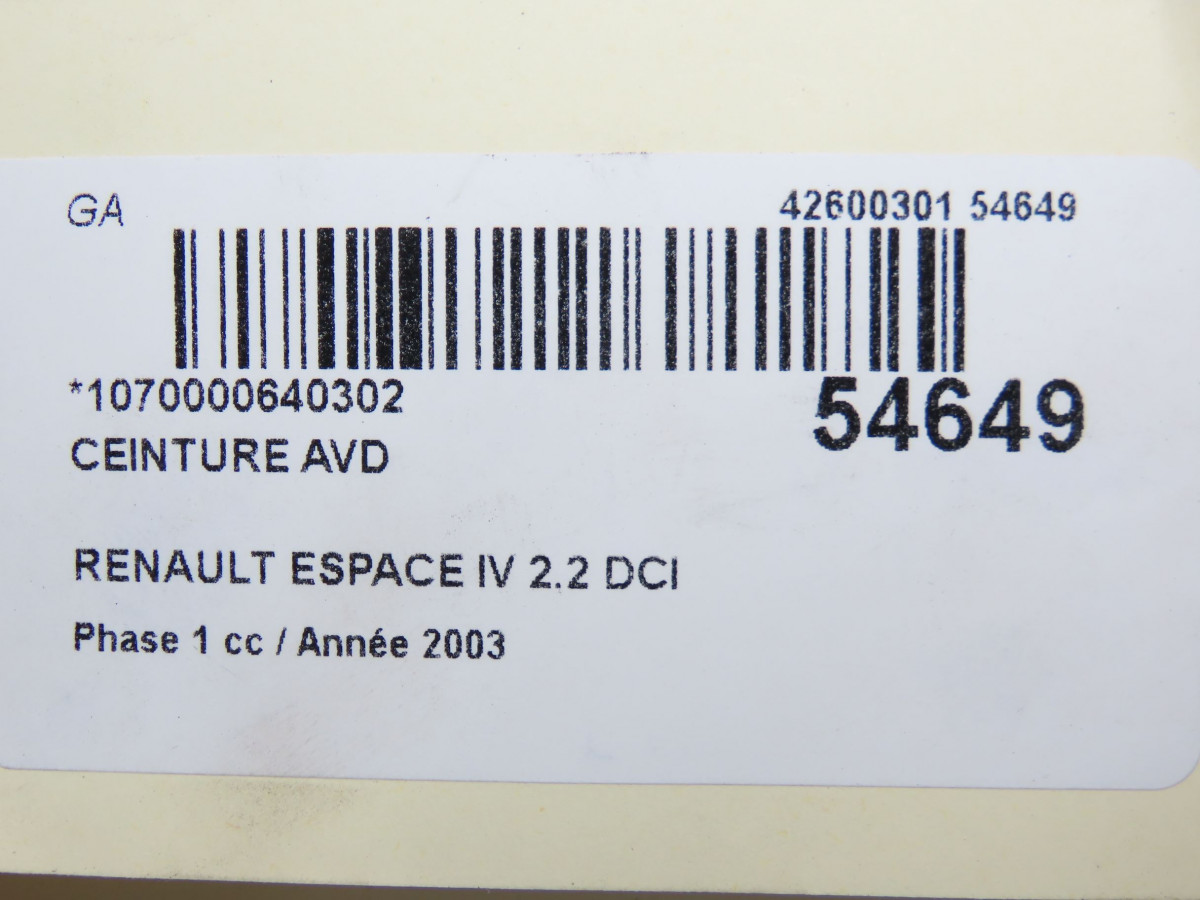 GA
42600301 54649
*1070000640302
54649
CEINTURE AVD
RENAULT ESPACE IV 2.2 DCI
Phase 1 cc / Année 2003